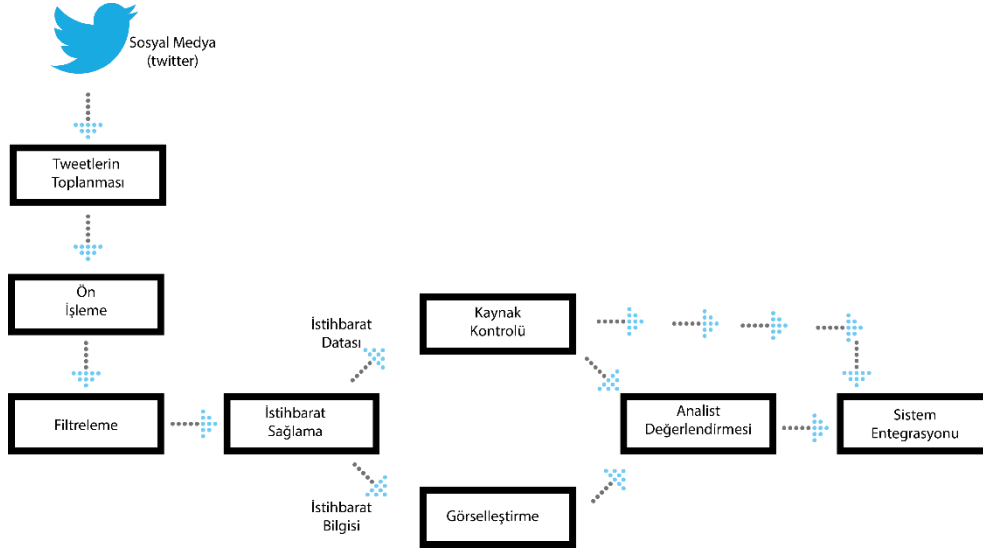 Sosyal Medya
(twitter)
Tweetlerin
Toplanması
Ön
İşleme
Filtreleme
İstihbarat
Sağlama
İstihbarat
Datası
İstihbarat
Bilgisi
Kaynak
Kontrolü
Görselleştirme
Analist
Değerlendirmesi
Sistem
Entegrasyonu